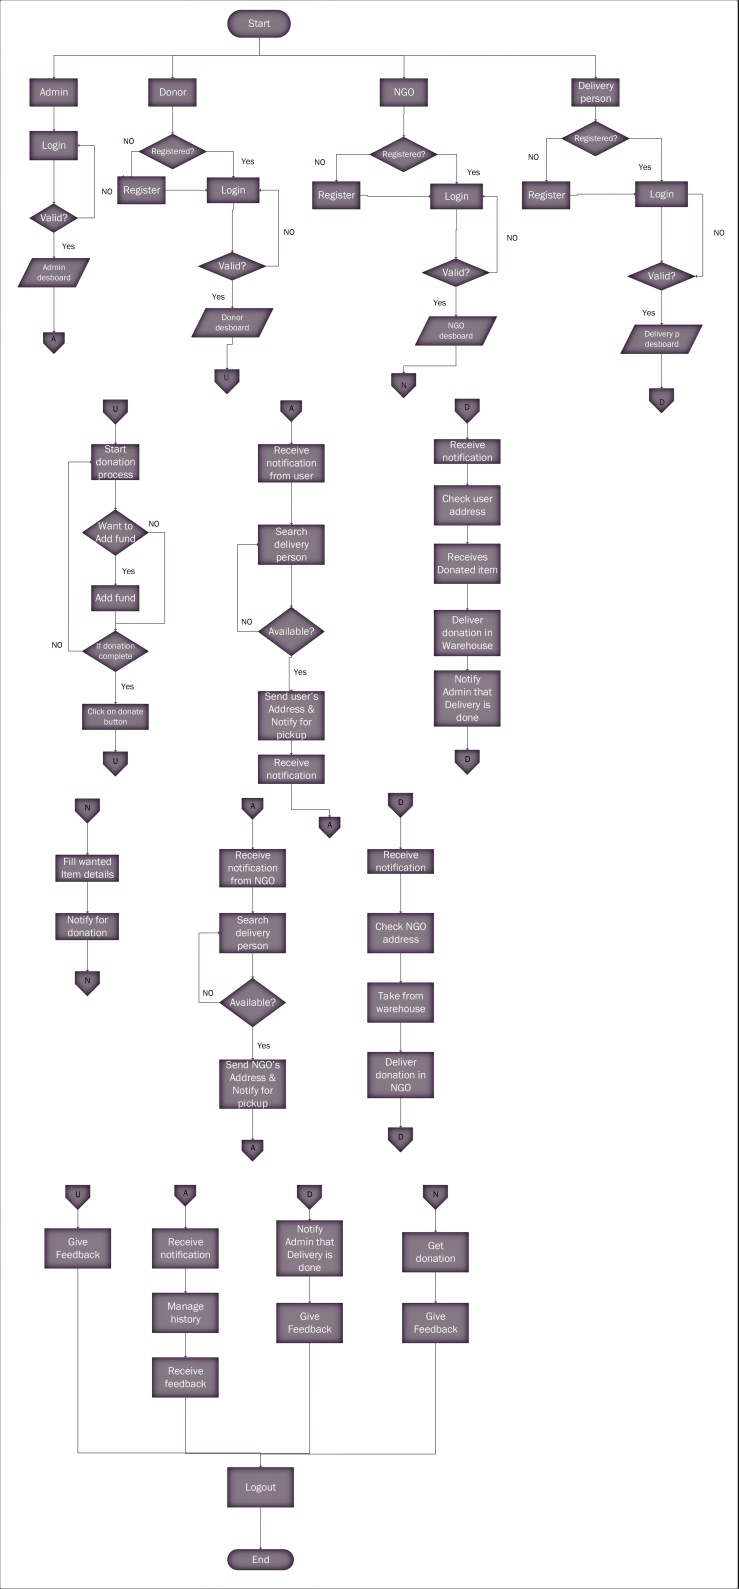 Start
Admin
Donor
NGO
Delivery
person
Login
Registered?
Registered?
Registered?
NO
Yes
NO
Yes
NO
Yes
NO
Register
Login
Register
Login
Register
Login
Valid?
NO
NO
NO
Yes
Valid?
Valid?
Valid?
Admin
desboard
Yes
Yes
Yes
Donor
desboard
NGO
desboard
Delivery p
desboard
A
U
N
D
U
A
D
Start
donation
process
Receive
notification
from user
Receive
notification
Want to
Add fund
NO
Search
delivery
person
Check user
address
Yes
Receives
Donated item
Add fund
NO
Available?
Deliver
donation in
Warehouse
NO
If donation
complete
Yes
Yes
Send user's
Address &
Notify for
pickup
Notify
Admin that
Delivery is
done
Click on donate
button
U
Receive
notification
D
A
N
A
D
Fill wanted
Item details
Receive
notification
from NGO
Receive
notification
Notify for
donation
Search
delivery
person
Check NGO
address
N
NO
Available?
Take from
warehouse
Yes
Send NGO's
Address &
Notify for
pickup
Deliver
donation in
NGO
A
D
U
A
D
N
Give
Feedback
Receive
notification
Notify
Admin that
Delivery is
done
Get
donation
Manage
history
Give
Feedback
Give
Feedback
Receive
feedback
Logout
End